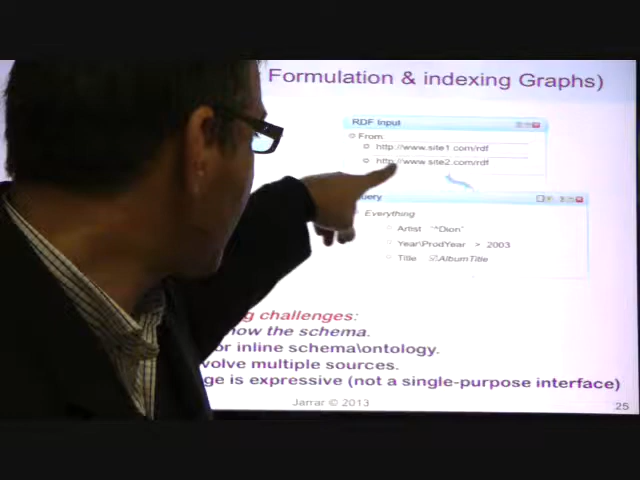 Formulation & indexing Graphs)
RDF Input
From
http://www.site1.com/rdf
http://www.site2.com/rdf
uery
Everything
Artist "^Dion"
Year\ProdYear > 2003
Title AlbumTitle
g challenges:
now the schema.
or inline schema\ontology.
volve multiple sources.
ge is expressive (not a single-purpose interface)
Jarrar © 2013
25